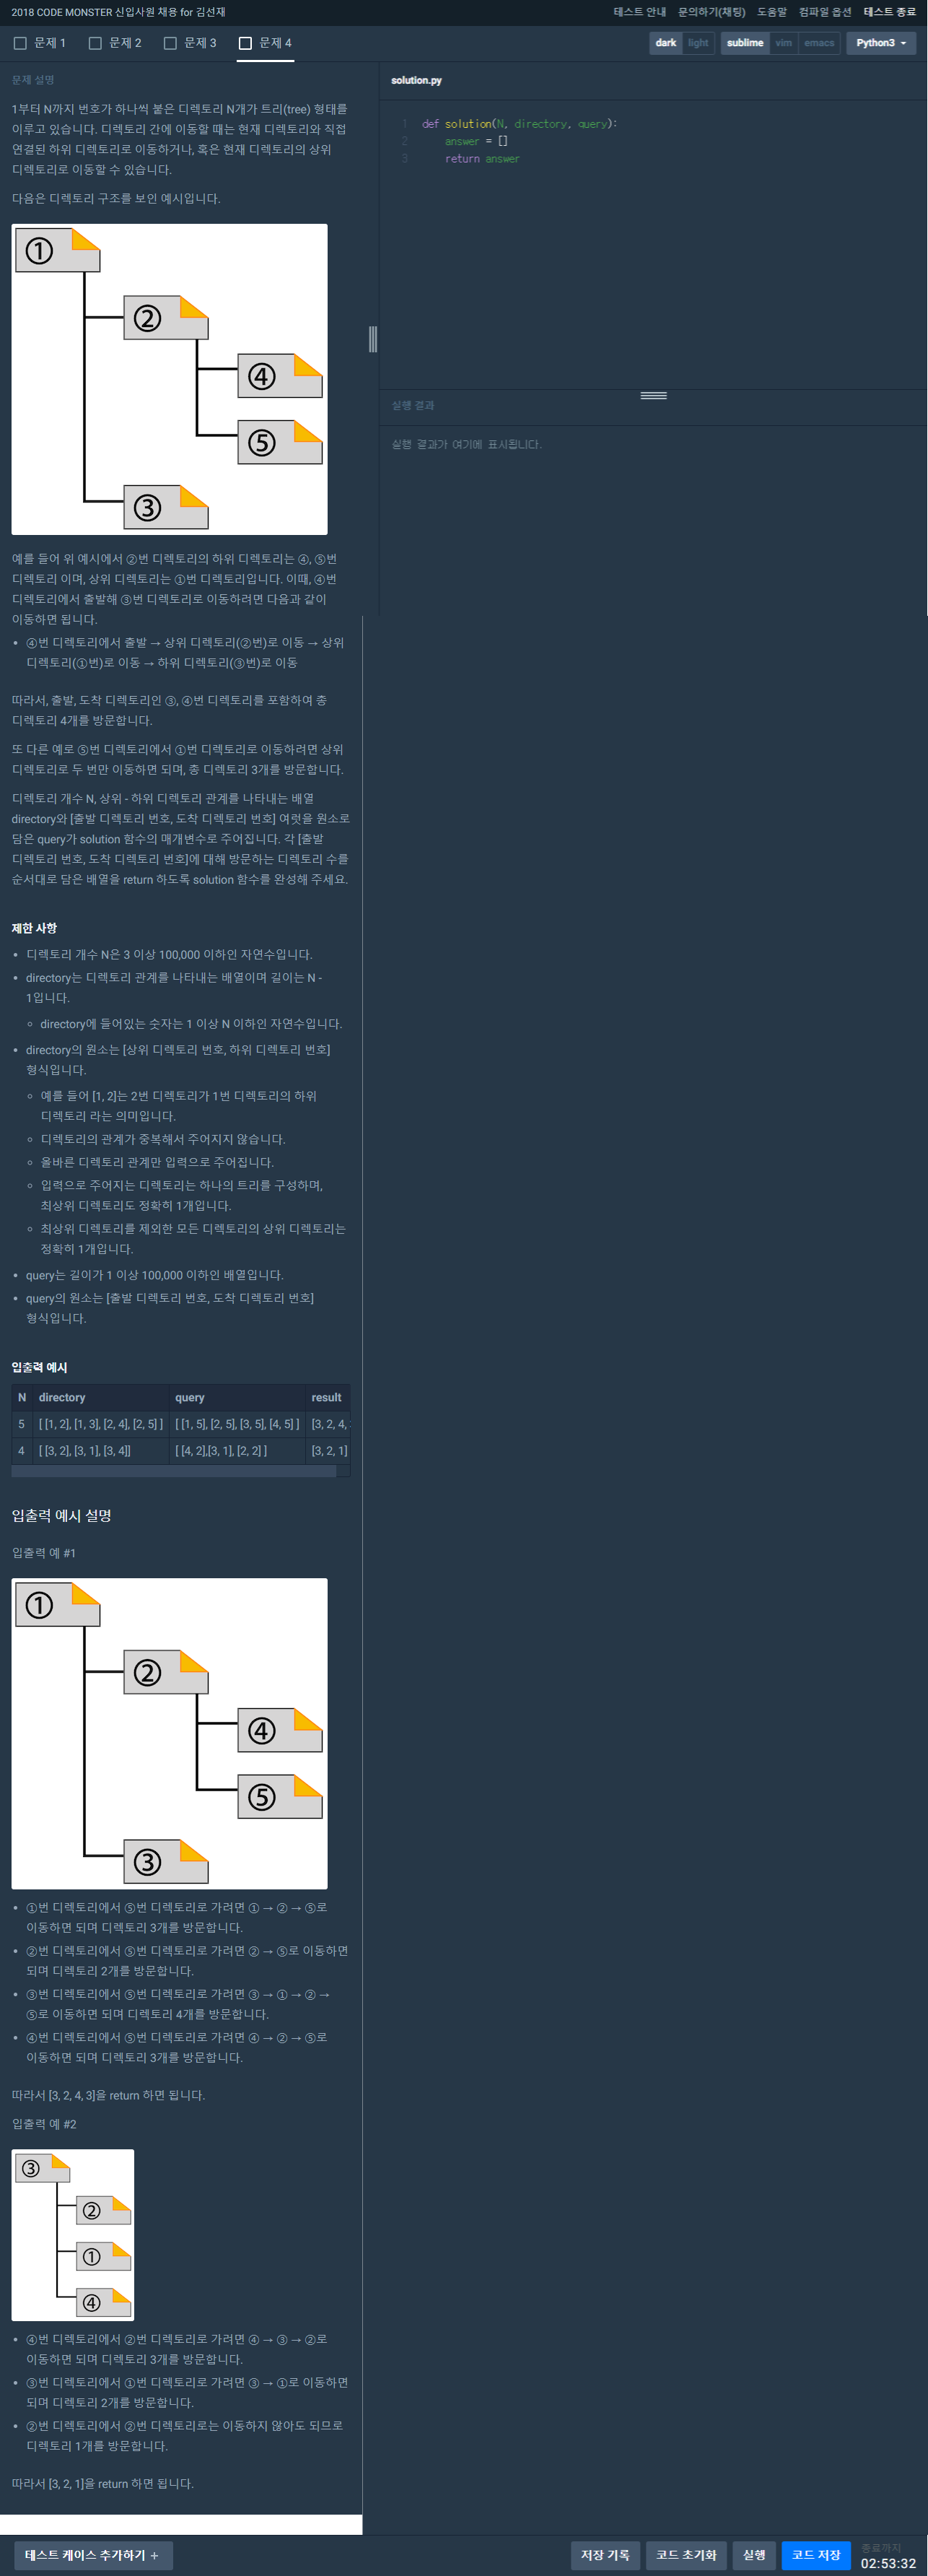 2018 CODE MONSTER 신입사원 채용 for 김선재
테스트 안내 문의하기(채팅) 도움말 컴파일 옵션 테스트 종료
문제 1 문제 2 문제 3 문제 4
dark light sublime vim emacs Python3
문제 설명
1부터 N까지 번호가 하나씩 붙은 디렉토리 N개가 트리(tree) 형태를
이루고 있습니다. 디렉토리 간에 이동할 때는 현재 디렉토리와 직접
연결된 하위 디렉토리로 이동하거나, 혹은 현재 디렉토리의 상위
디렉토리로 이동할 수 있습니다.
다음은 디렉토리 구조를 보인 예시입니다.
①
②
④
⑤
③
예를 들어 위 예시에서 ②번 디렉토리의 하위 디렉토리는 ④, ⑤번
디렉토리 이며, 상위 디렉토리는 ①번 디렉토리입니다. 이때, ④번
디렉토리에서 출발해 ③번 디렉토리로 이동하려면 다음과 같이
이동하면 됩니다.
• ④번 디렉토리에서 출발 → 상위 디렉토리(②번)로 이동 → 상위
디렉토리(①번)로 이동 → 하위 디렉토리(③번)로 이동
따라서, 출발, 도착 디렉토리인 ③, ④번 디렉토리를 포함하여 총
디렉토리 4개를 방문합니다.
또 다른 예로 ⑤번 디렉토리에서 ①번 디렉토리로 이동하려면 상위
디렉토리로 두 번만 이동하면 되며, 총 디렉토리 3개를 방문합니다.
디렉토리 개수 N, 상위 - 하위 디렉토리 관계를 나타내는 배열
directory와 [출발 디렉토리 번호, 도착 디렉토리 번호] 여럿을 원소로
담은 query가 solution 함수의 매개변수로 주어집니다. 각 [출발
디렉토리 번호, 도착 디렉토리 번호]에 대해 방문하는 디렉토리 수를
순서대로 담은 배열을 return 하도록 solution 함수를 완성해 주세요.
제한 사항
• 디렉토리 개수 N은 3 이상 100,000 이하인 자연수입니다.
• directory는 디렉토리 관계를 나타내는 배열이며 길이는 N -
1입니다.
◦ directory에 들어있는 숫자는 1 이상 N 이하인 자연수입니다.
• directory의 원소는 [상위 디렉토리 번호, 하위 디렉토리 번호]
형식입니다.
◦ 예를 들어 [1, 2]는 2번 디렉토리가 1번 디렉토리의 하위
디렉토리 라는 의미입니다.
◦ 디렉토리의 관계가 중복해서 주어지지 않습니다.
◦ 올바른 디렉토리 관계만 입력으로 주어집니다.
◦ 입력으로 주어지는 디렉토리는 하나의 트리를 구성하며,
최상위 디렉토리도 정확히 1개입니다.
◦ 최상위 디렉토리를 제외한 모든 디렉토리의 상위 디렉토리는
정확히 1개입니다.
• query는 길이가 1 이상 100,000 이하인 배열입니다.
• query의 원소는 [출발 디렉토리 번호, 도착 디렉토리 번호]
형식입니다.
입출력 예시
N directory query result
5 [ [1, 2], [1, 3], [2, 4], [2, 5] ] [ [1, 5], [2, 5], [3, 5], [4, 5] ] [3, 2, 4,
4 [ [3, 2], [3, 1], [3, 4]] [ [4, 2],[3, 1], [2, 2] ] [3, 2, 1]
입출력 예시 설명
입출력 예 #1
①
②
④
⑤
③
• ①번 디렉토리에서 ⑤번 디렉토리로 가려면 ① → ② → ⑤로
이동하면 되며 디렉토리 3개를 방문합니다.
• ②번 디렉토리에서 ⑤번 디렉토리로 가려면 ② → ⑤로 이동하면
되며 디렉토리 2개를 방문합니다.
• ③번 디렉토리에서 ⑤번 디렉토리로 가려면 ③ → ① → ② →
⑤로 이동하면 되며 디렉토리 4개를 방문합니다.
• ④번 디렉토리에서 ⑤번 디렉토리로 가려면 ④ → ② → ⑤로
이동하면 되며 디렉토리 3개를 방문합니다.
따라서 [3, 2, 4, 3]을 return 하면 됩니다.
입출력 예 #2
③
②
①
④
• ④번 디렉토리에서 ②번 디렉토리로 가려면 ④ → ③ → ②로
이동하면 되며 디렉토리 3개를 방문합니다.
• ③번 디렉토리에서 ①번 디렉토리로 가려면 ③ → ①로 이동하면
되며 디렉토리 2개를 방문합니다.
• ②번 디렉토리에서 ②번 디렉토리로는 이동하지 않아도 되므로
디렉토리 1개를 방문합니다.
따라서 [3, 2, 1]을 return 하면 됩니다.
solution.py
1 def solution(N, directory, query):
2 answer = []
3 return answer
실행 결과
실행 결과가 여기에 표시됩니다.
테스트 케이스 추가하기 +
저장 기록 코드 초기화 실행 코드 저장
종료까지
02:53:32